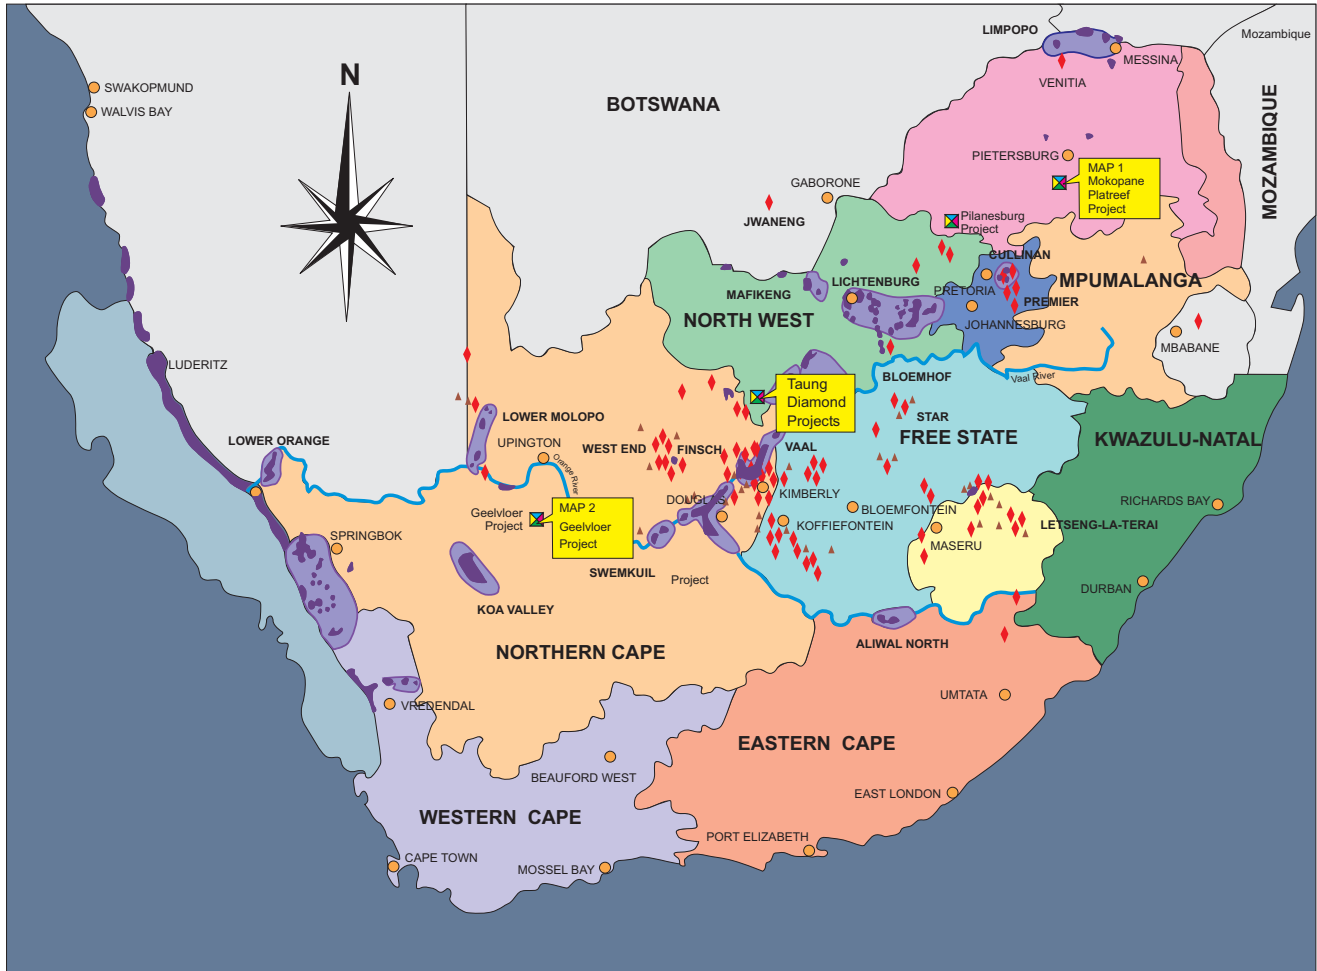 LIMPOPO
Mozambique
MESSINA
VENITIA
SWAKOPMUND
WALVIS BAY
N
BOTSWANA
MOZAMBIQUE
PIETERSBURG
MAP 1
Mokopane
Platreef
Project
GABORONE
JWANENG
Pilanesburg
Project
CULLINAN
MPUMALANGA
LICHTENBURG
MAFIKENG
PRETORIA
PREMIER
NORTH WEST
JOHANNESBURG
MBABANE
LUDERITZ
Vaal River
BLOEMHOF
Taung
Diamond
Projects
LOWER MOLOPO
STAR
FREE STATE
KWAZULU-NATAL
LOWER ORANGE
UPINGTON
WEST END
FINSCH
VAAL
Orange River
KIMBERLY
DOUGLAS
RICHARDS BAY
Geelvloer
Project
MAP 2
Geelvloer
Project
BLOEMFONTEIN
KOFFIEFONTEIN
LETSENG-LA-TERAI
SPRINGBOK
MASERU
SWEMKUIL
Project
DURBAN
KOA VALLEY
ALIWAL NORTH
NORTHERN CAPE
UMTATA
VREDENDAL
EASTERN CAPE
BEAUFORD WEST
EAST LONDON
WESTERN CAPE
PORT ELIZABETH
CAPE TOWN
MOSSEL BAY